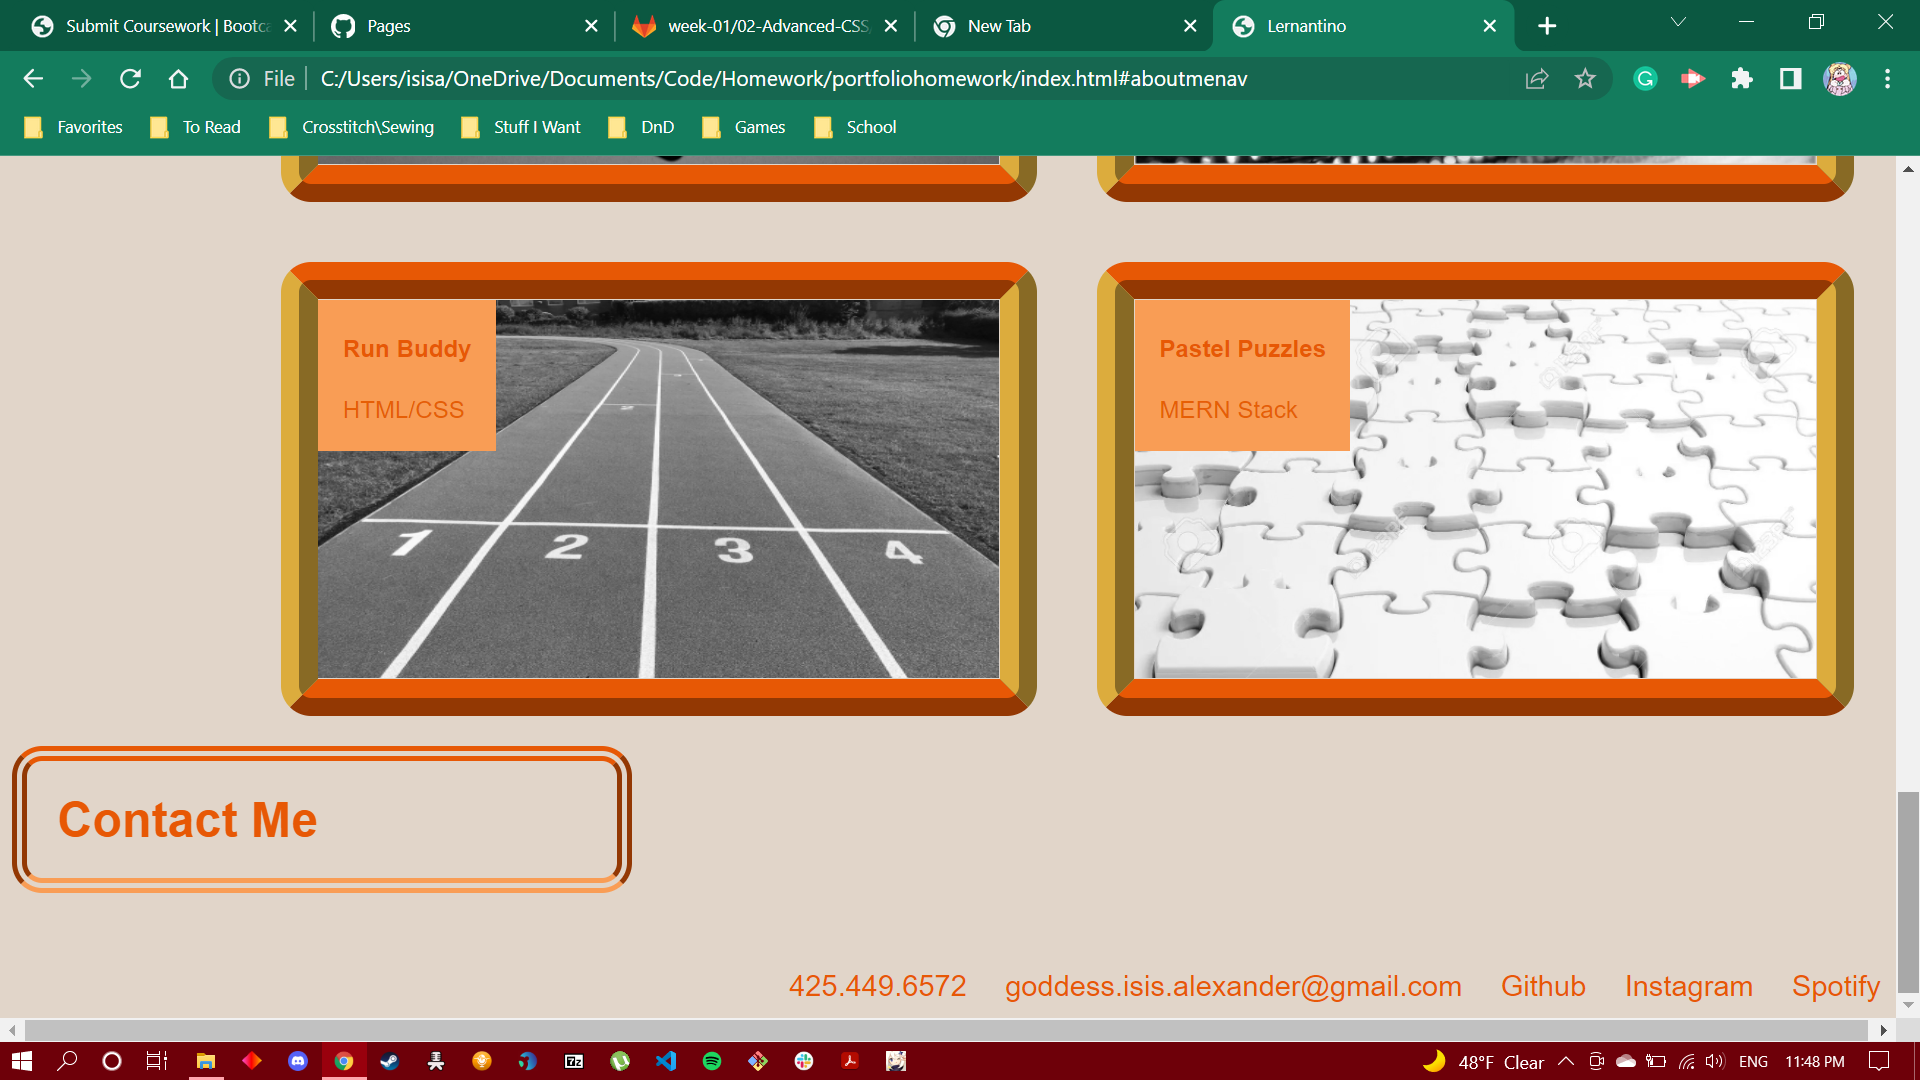 Submit Coursework | Bootca
Pages
week-01/02-Advanced-CSS
New Tab
Lernantino
File
C:/Users/isisa/OneDrive/Documents/Code/Homework/portfoliohomework/index.html#aboutmenav
Favorites
To Read
Crosstitch\Sewing
Stuff I Want
DnD
Games
School
Run Buddy
HTML/CSS
1 2 3 4
Pastel Puzzles
MERN Stack
Contact Me
425.449.6572
goddess.isis.alexander@gmail.com
Github
Instagram
Spotify
48°F Clear
ENG
11:48 PM